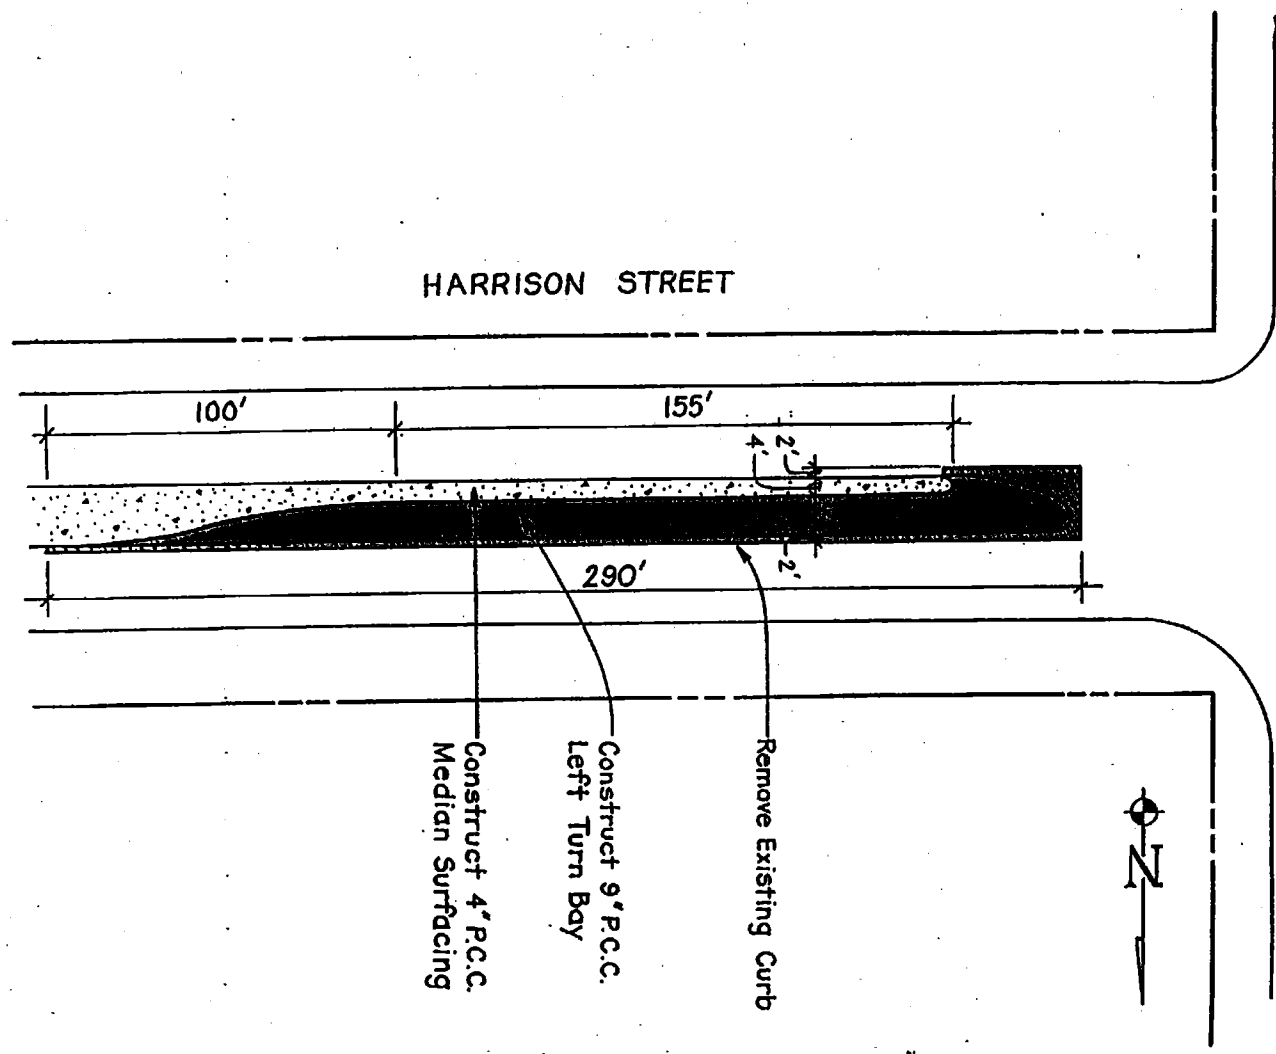 HARRISON STREET
100'
155'
2'
4'
2'
290'
Remove Existing Curb
Construct 9" P.C.C.
Left Turn Bay
Construct 4" P.C.C.
Median Surfacing
N